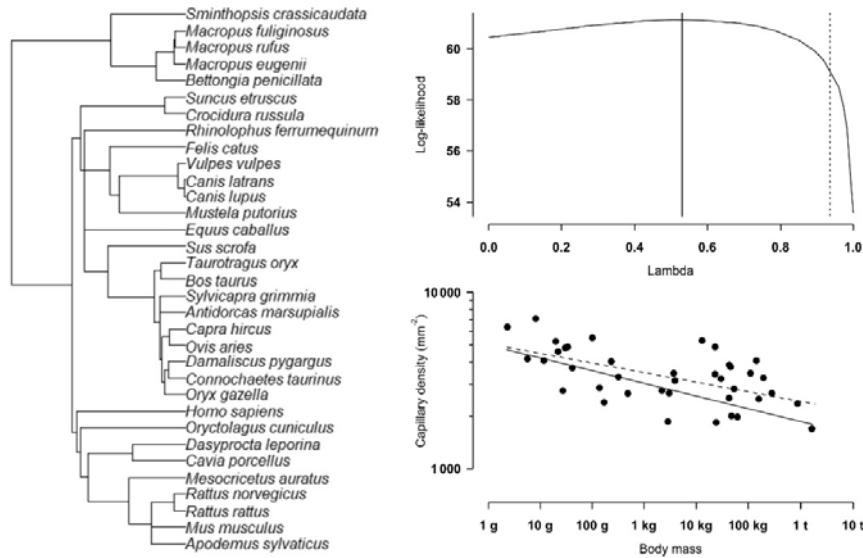 Sminthopsis crassicaudata
Macropus fuliginosus
Macropus rufus
Macropus eugenii
Bettongia penicillata
Suncus etruscus
Crocidura russula
Rhinolophus ferrumequinum
Felis catus
Vulpes vulpes
Canis latrans
Canis lupus
Mustela putorius
Equus caballus
Sus scrofa
Taurotragus oryx
Bos taurus
Sylvicapra grimmia
Antidorcas marsupialis
Capra hircus
Ovis aries
Damaliscus pygargus
Connochaetes taurinus
Oryx gazella
Homo sapiens
Oryctolagus cuniculus
Dasyprocta leporina
Cavia porcellus
Mesocricetus auratus
Rattus norvegicus
Rattus rattus
Mus musculus
Apodemus sylvaticus
Log-likelihood
60
58
56
54
0.0 0.2 0.4 0.6 0.8 1.0
Lambda
Capillary density (mm⁻²)
10 000
1 000
1 g 10 g 100 g 1 kg 10 kg 100 kg 1 t 10 t
Body mass